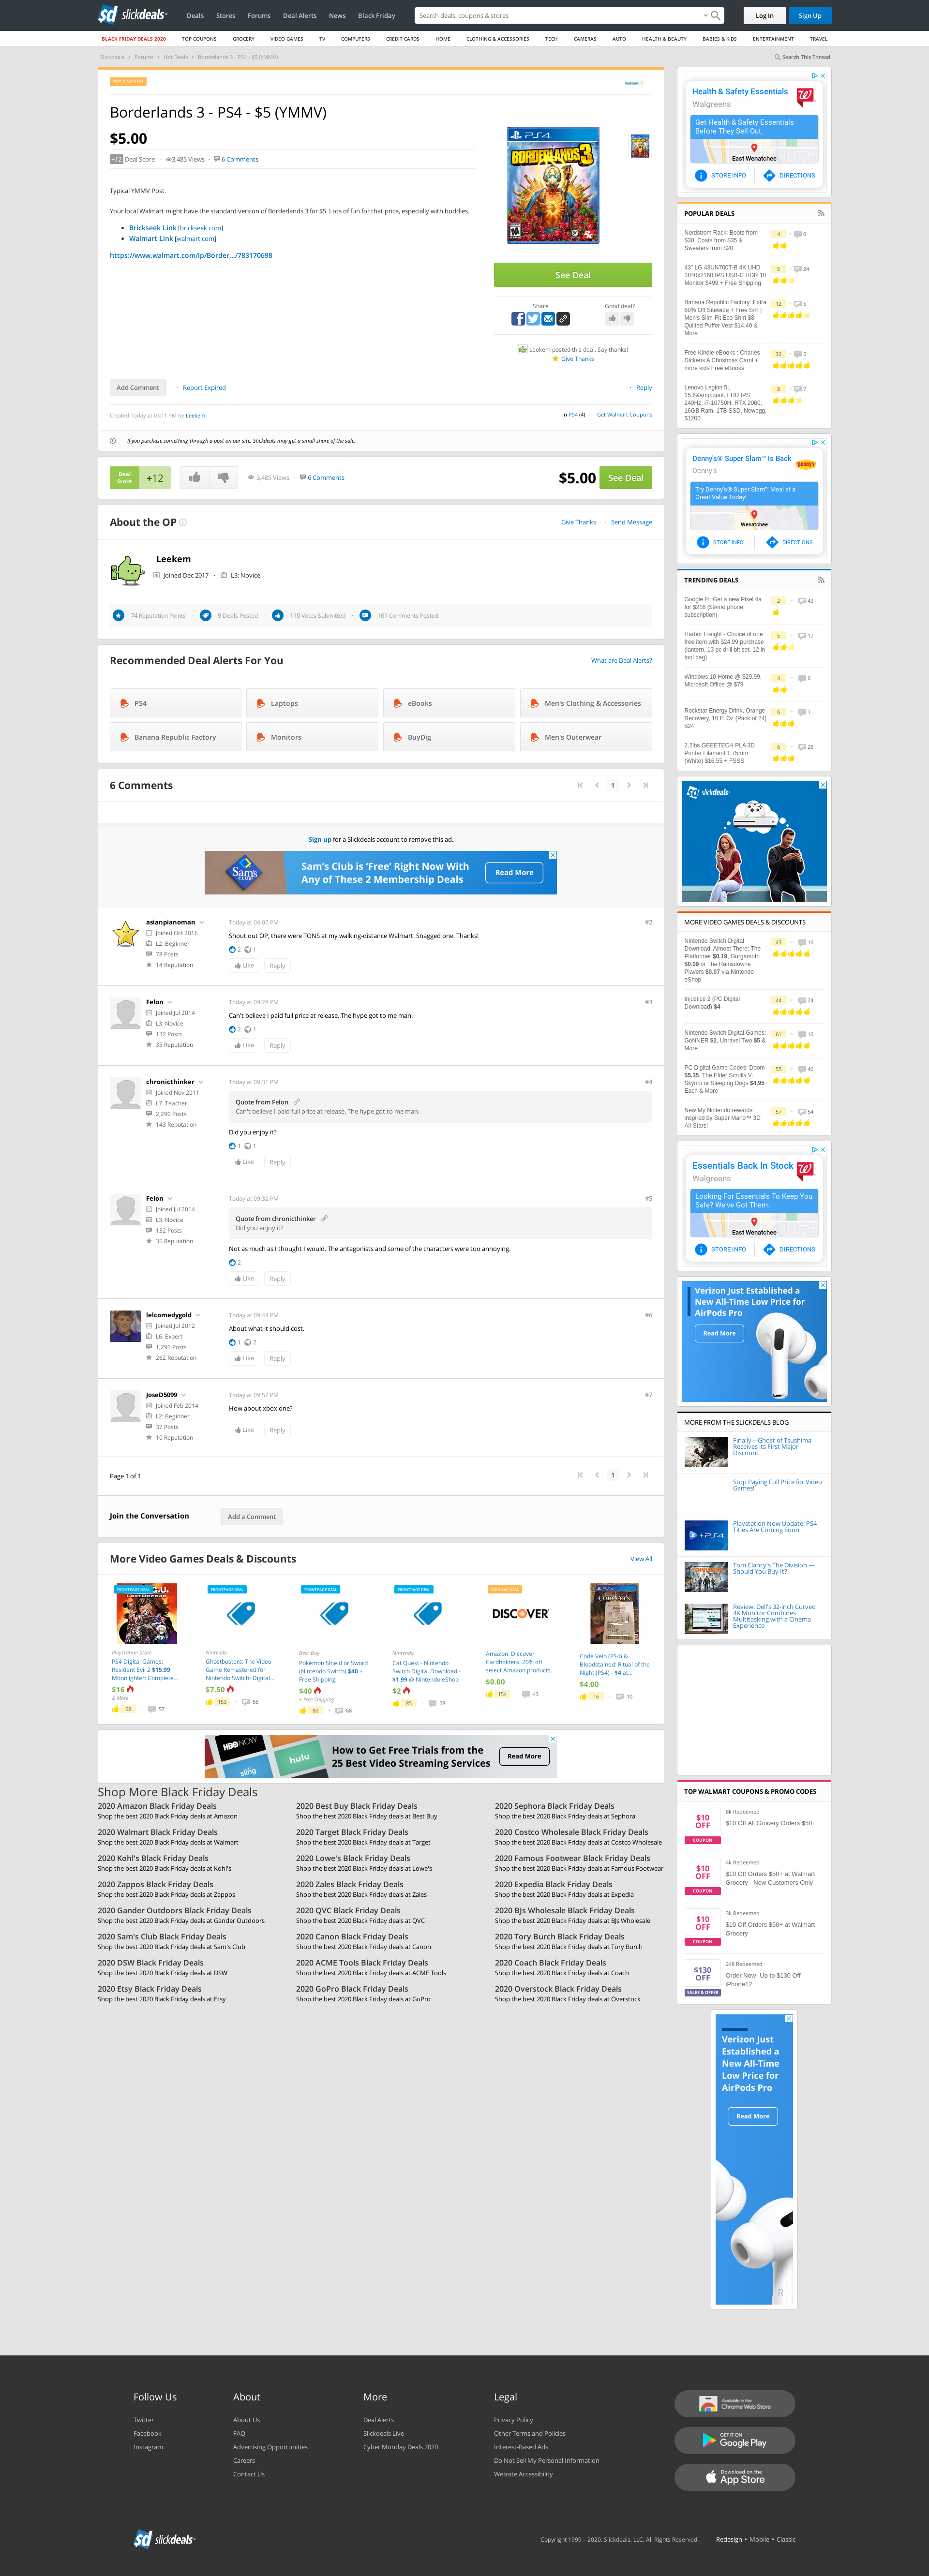 slickdeals
Deals
Stores
Forums
Deal Alerts
News
Black Friday
Search deals, coupons & stores
Log In
Sign Up
BLACK FRIDAY DEALS 2020
TOP COUPONS
GROCERY
VIDEO GAMES
TV
COMPUTERS
CREDIT CARDS
HOME
CLOTHING & ACCESSORIES
TECH
CAMERAS
AUTO
HEALTH & BEAUTY
BABIES & KIDS
ENTERTAINMENT
TRAVEL
Slickdeals › Forums › Hot Deals › Borderlands 3 - PS4 - $5 (YMMV)
Search This Thread
POPULAR DEAL
Walmart
Borderlands 3 - PS4 - $5 (YMMV)
$5.00
+12 Deal Score · 3,485 Views · 6 Comments
Typical YMMV Post.
Your local Walmart might have the standard version of Borderlands 3 for $5. Lots of fun for that price, especially with buddies.
Brickseek Link [brickseek.com]
Walmart Link [walmart.com]
https://www.walmart.com/ip/Border.../783170698
PS4
BORDERLANDS 3
See Deal
Share
Good deal?
Leekem posted this deal. Say thanks!
Give Thanks
Add Comment · Report Expired
· Reply
Created Today at 03:11 PM by Leekem
in PS4 (4) · Get Walmart Coupons
If you purchase something through a post on our site, Slickdeals may get a small share of the sale.
Deal Score +12
3,485 Views · 6 Comments
$5.00 See Deal
About the OP
Give Thanks · Send Message
Leekem
Joined Dec 2017 · L3: Novice
74 Reputation Points · 9 Deals Posted · 110 Votes Submitted · 161 Comments Posted
Recommended Deal Alerts For You
What are Deal Alerts?
PS4
Laptops
eBooks
Men's Clothing & Accessories
Banana Republic Factory
Monitors
BuyDig
Men's Outerwear
6 Comments
1
Sign up for a Slickdeals account to remove this ad.
Sam's
Sam's Club is 'Free' Right Now With
Any of These 2 Membership Deals
Read More
asianpianoman
Joined Oct 2016
L2: Beginner
78 Posts
14 Reputation
Today at 04:07 PM
#2
Shout out OP, there were TONS at my walking-distance Walmart. Snagged one. Thanks!
2 1
Like Reply
Felon
Joined Jul 2014
L3: Novice
132 Posts
35 Reputation
Today at 09:28 PM
#3
Can't believe I paid full price at release. The hype got to me man.
2 1
Like Reply
chronicthinker
Joined Nov 2011
L7: Teacher
2,290 Posts
143 Reputation
Today at 09:31 PM
#4
Quote from Felon
Can't believe I paid full price at release. The hype got to me man.
Did you enjoy it?
1 1
Like Reply
Felon
Joined Jul 2014
L3: Novice
132 Posts
35 Reputation
Today at 09:32 PM
#5
Quote from chronicthinker
Did you enjoy it?
Not as much as I thought I would. The antagonists and some of the characters were too annoying.
2
Like Reply
lelcomedygold
Joined Jul 2012
L6: Expert
1,291 Posts
262 Reputation
Today at 09:44 PM
#6
About what it should cost.
1 2
Like Reply
JoseD5099
Joined Feb 2014
L2: Beginner
37 Posts
10 Reputation
Today at 09:57 PM
#7
How about xbox one?
Like Reply
Page 1 of 1
1
Join the Conversation
Add a Comment
More Video Games Deals & Discounts
View All
FRONTPAGE DEAL
Playstation Store
PS4 Digital Games:
Resident Evil 2 $15.99,
Moonlighter: Complete...
$16
& More
68 · 57
FRONTPAGE DEAL
Nintendo
Ghostbusters: The Video
Game Remastered for
Nintendo Switch- Digital...
$7.50
153 · 56
FRONTPAGE DEAL
Best Buy
Pokémon Shield or Sword
(Nintendo Switch) $40 +
Free Shipping
$40
+ Free Shipping
80 · 68
FRONTPAGE DEAL
Nintendo
Cat Quest - Nintendo
Switch Digital Download -
$1.99 @ Nintendo eShop
$2
85 · 28
POPULAR DEAL
DISCOVER
Amazon: Discover
Cardholders: 20% off
select Amazon products...
$0.00
154 · 43
Code Vein (PS4) &
Bloodstained: Ritual of the
Night (PS4) - $4 at...
$4.00
16 · 10
HBO NOW
sling
hulu
How to Get Free Trials from the
25 Best Video Streaming Services
Read More
Shop More Black Friday Deals
2020 Amazon Black Friday Deals
Shop the best 2020 Black Friday deals at Amazon
2020 Best Buy Black Friday Deals
Shop the best 2020 Black Friday deals at Best Buy
2020 Sephora Black Friday Deals
Shop the best 2020 Black Friday deals at Sephora
2020 Walmart Black Friday Deals
Shop the best 2020 Black Friday deals at Walmart
2020 Target Black Friday Deals
Shop the best 2020 Black Friday deals at Target
2020 Costco Wholesale Black Friday Deals
Shop the best 2020 Black Friday deals at Costco Wholesale
2020 Kohl's Black Friday Deals
Shop the best 2020 Black Friday deals at Kohl's
2020 Lowe's Black Friday Deals
Shop the best 2020 Black Friday deals at Lowe's
2020 Famous Footwear Black Friday Deals
Shop the best 2020 Black Friday deals at Famous Footwear
2020 Zappos Black Friday Deals
Shop the best 2020 Black Friday deals at Zappos
2020 Zales Black Friday Deals
Shop the best 2020 Black Friday deals at Zales
2020 Expedia Black Friday Deals
Shop the best 2020 Black Friday deals at Expedia
2020 Gander Outdoors Black Friday Deals
Shop the best 2020 Black Friday deals at Gander Outdoors
2020 QVC Black Friday Deals
Shop the best 2020 Black Friday deals at QVC
2020 BJs Wholesale Black Friday Deals
Shop the best 2020 Black Friday deals at BJs Wholesale
2020 Sam's Club Black Friday Deals
Shop the best 2020 Black Friday deals at Sam's Club
2020 Canon Black Friday Deals
Shop the best 2020 Black Friday deals at Canon
2020 Tory Burch Black Friday Deals
Shop the best 2020 Black Friday deals at Tory Burch
2020 DSW Black Friday Deals
Shop the best 2020 Black Friday deals at DSW
2020 ACME Tools Black Friday Deals
Shop the best 2020 Black Friday deals at ACME Tools
2020 Coach Black Friday Deals
Shop the best 2020 Black Friday deals at Coach
2020 Etsy Black Friday Deals
Shop the best 2020 Black Friday deals at Etsy
2020 GoPro Black Friday Deals
Shop the best 2020 Black Friday deals at GoPro
2020 Overstock Black Friday Deals
Shop the best 2020 Black Friday deals at Overstock
Health & Safety Essentials
Walgreens
Get Health & Safety Essentials
Before They Sell Out.
East Wenatchee
STORE INFO DIRECTIONS
POPULAR DEALS
Nordstrom Rack: Boots from
$30, Coats from $35 &
Sweaters from $20
4 · 0
43" LG 43UN700T-B 4K UHD
3840x2160 IPS USB-C HDR 10
Monitor $499 + Free Shipping
5 · 24
Banana Republic Factory: Extra
60% Off Sitewide + Free S/H |
Men's Slim-Fit Eco Shirt $8,
Quilted Puffer Vest $14.40 &
More
12 · 5
Free Kindle eBooks : Charles
Dickens A Christmas Carol +
more kids Free eBooks
32 · 5
Lenovo Legion 5i,
15.6&amp;quot; FHD IPS
240Hz, i7-10750H, RTX 2060,
16GB Ram, 1TB SSD, Newegg,
$1200
8 · 7
Denny's® Super Slam™ is Back
Denny's
Try Denny's® Super Slam™ Meal at a
Great Value Today!
Wenatchee
STORE INFO DIRECTIONS
TRENDING DEALS
Google Fi: Get a new Pixel 4a
for $216 ($9/mo phone
subscription)
2 · 43
Harbor Freight - Choice of one
free item with $24.99 purchase
(lantern, 13 pc drill bit set, 12 in
tool bag)
5 · 17
Windows 10 Home @ $29.99,
Microsoft Office @ $79
4 · 6
Rockstar Energy Drink, Orange
Recovery, 16 Fl Oz (Pack of 24)
$24
6 · 1
2.2lbs GEEETECH PLA 3D
Printer Filament 1.75mm
(White) $16.55 + FSSS
6 · 26
slickdeals
MORE VIDEO GAMES DEALS & DISCOUNTS
Nintendo Switch Digital
Download: Almost There: The
Platformer $0.19, Gurgamoth
$0.09 or The Rainsdowne
Players $0.07 via Nintendo
eShop
43 · 16
Injustice 2 (PC Digital
Download) $4
44 · 24
Nintendo Switch Digital Games:
GoNNER $2, Unravel Two $5 &
More
61 · 16
PC Digital Game Codes: Doom
$5.35, The Elder Scrolls V:
Skyrim or Sleeping Dogs $4.95
Each & More
55 · 40
New My Nintendo rewards
inspired by Super Mario™ 3D
All-Stars!
57 · 54
Essentials Back In Stock
Walgreens
Looking For Essentials To Keep You
Safe? We've Got Them.
East Wenatchee
STORE INFO DIRECTIONS
Verizon Just Established a
New All-Time Low Price for
AirPods Pro
Read More
MORE FROM THE SLICKDEALS BLOG
Finally—Ghost of Tsushima
Receives its First Major
Discount
Stop Paying Full Price for Video
Games!
Playstation Now Update: PS4
Titles Are Coming Soon
Tom Clancy's The Division —
Should You Buy It?
Review: Dell's 32-inch Curved
4K Monitor Combines
Multitasking with a Cinema
Experience
TOP WALMART COUPONS & PROMO CODES
$10 OFF
COUPON
8k Redeemed
$10 Off All Grocery Orders $50+
$10 OFF
COUPON
4k Redeemed
$10 Off Orders $50+ at Walmart
Grocery - New Customers Only
$10 OFF
COUPON
3k Redeemed
$10 Off Orders $50+ at Walmart
Grocery
$130 OFF
SALES & OFFER
248 Redeemed
Order Now- Up to $130 Off
iPhone12
Verizon Just
Established a
New All-Time
Low Price for
AirPods Pro
Read More
Follow Us
Twitter
Facebook
Instagram
About
About Us
FAQ
Advertising Opportunities
Careers
Contact Us
More
Deal Alerts
Slickdeals Live
Cyber Monday Deals 2020
Legal
Privacy Policy
Other Terms and Policies
Interest-Based Ads
Do Not Sell My Personal Information
Website Accessibility
Available in the
Chrome Web Store
GET IT ON
Google Play
Download on the
App Store
slickdeals
Copyright 1999 – 2020. Slickdeals, LLC. All Rights Reserved.
Redesign • Mobile • Classic